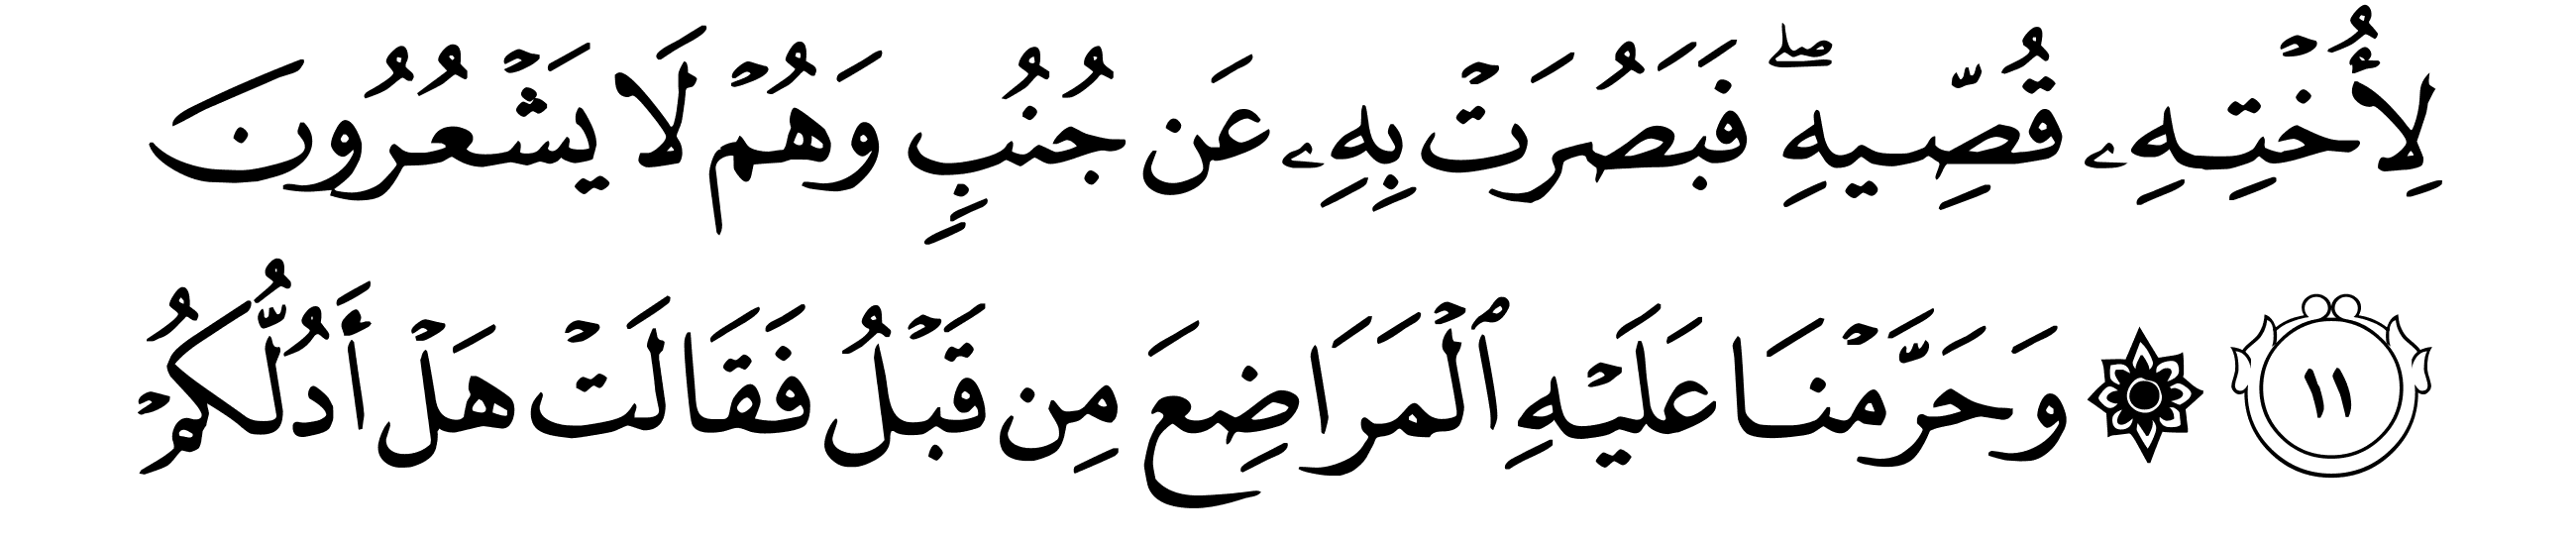 لِأُخْتِهِۦ قُصِّيهِۖ فَبَصُرَتْ بِهِۦ عَن جُنُبٍ وَهُمْ لَا يَشْعُرُونَ
١١ ۞ وَحَرَّمْنَا عَلَيْهِ ٱلْمَرَاضِعَ مِن قَبْلُ فَقَالَتْ هَلْ أَدُلُّكُمْ